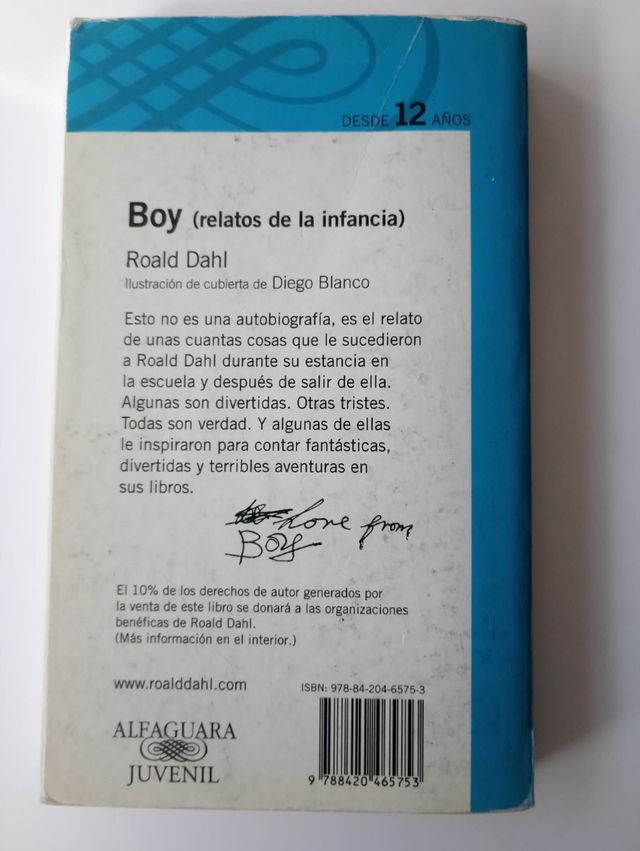 DESDE 12 AÑOS
Boy (relatos de la infancia)
Roald Dahl
Ilustración de cubierta de Diego Blanco
Esto no es una autobiografía, es el relato
de unas cuantas cosas que le sucedieron
a Roald Dahl durante su estancia en
la escuela y después de salir de ella.
Algunas son divertidas. Otras tristes.
Todas son verdad. Y algunas de ellas
le inspiraron para contar fantásticas,
divertidas y terribles aventuras en
sus libros.
Love from
Boy
El 10% de los derechos de autor generados por
la venta de este libro se donará a las organizaciones
benéficas de Roald Dahl.
(Más información en el interior.)
www.roalddahl.com
ISBN: 978-84-204-6575-3
ALFAGUARA
JUVENIL
9 788420 465753